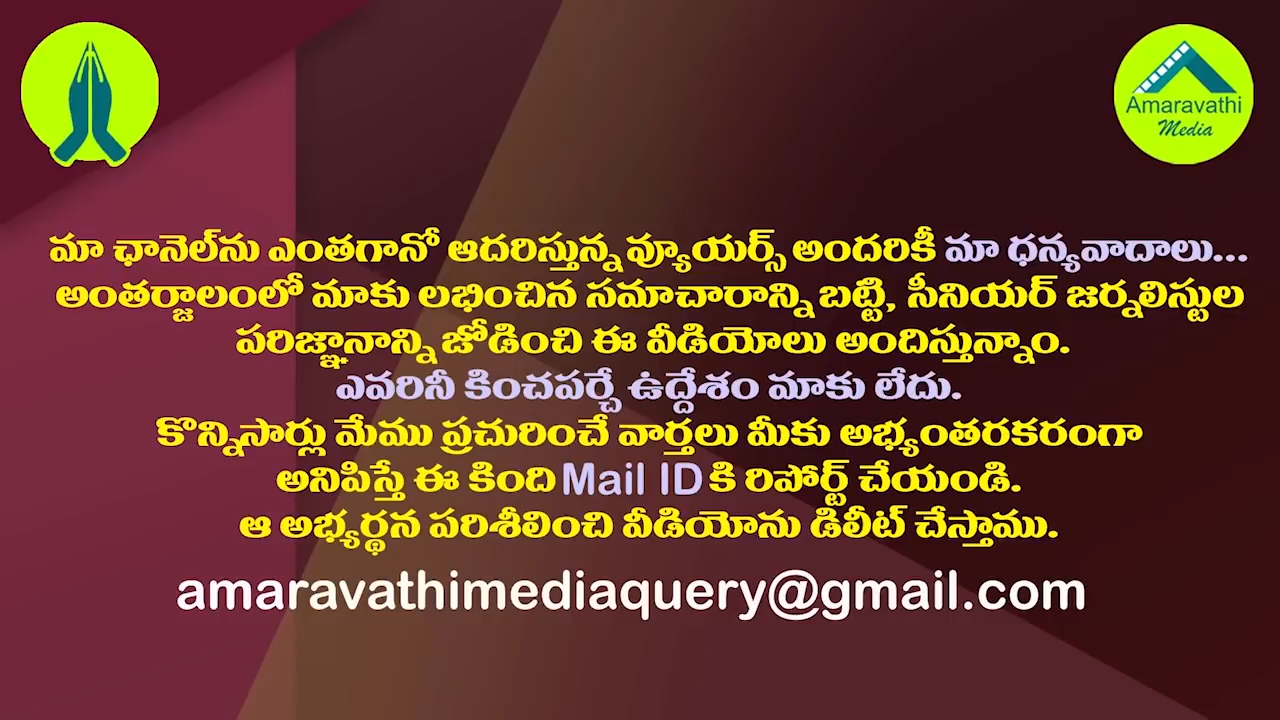 Amaravathi
Media
మా ఛానెల్‌ను ఎంతగానో ఆదరిస్తున్న వ్యూయర్స్ అందరికీ మా ధన్యవాదాలు...
అంతర్జాలంలో మాకు లభించిన సమాచారాన్ని బట్టి, సీనియర్ జర్నలిస్టుల
పరిజ్ఞానాన్ని జోడించి ఈ వీడియోలు అందిస్తున్నాం.
ఎవరినీ కించపర్చే ఉద్దేశం మాకు లేదు.
కొన్నిసార్లు మేము ప్రచురించే వార్తలు మీకు అభ్యంతరకరంగా
అనిపిస్తే ఈ కింది Mail ID కి రిపోర్ట్ చేయండి.
ఆ అభ్యర్థన పరిశీలించి వీడియోను డిలీట్ చేస్తాము.
amaravathimediaquery@gmail.com